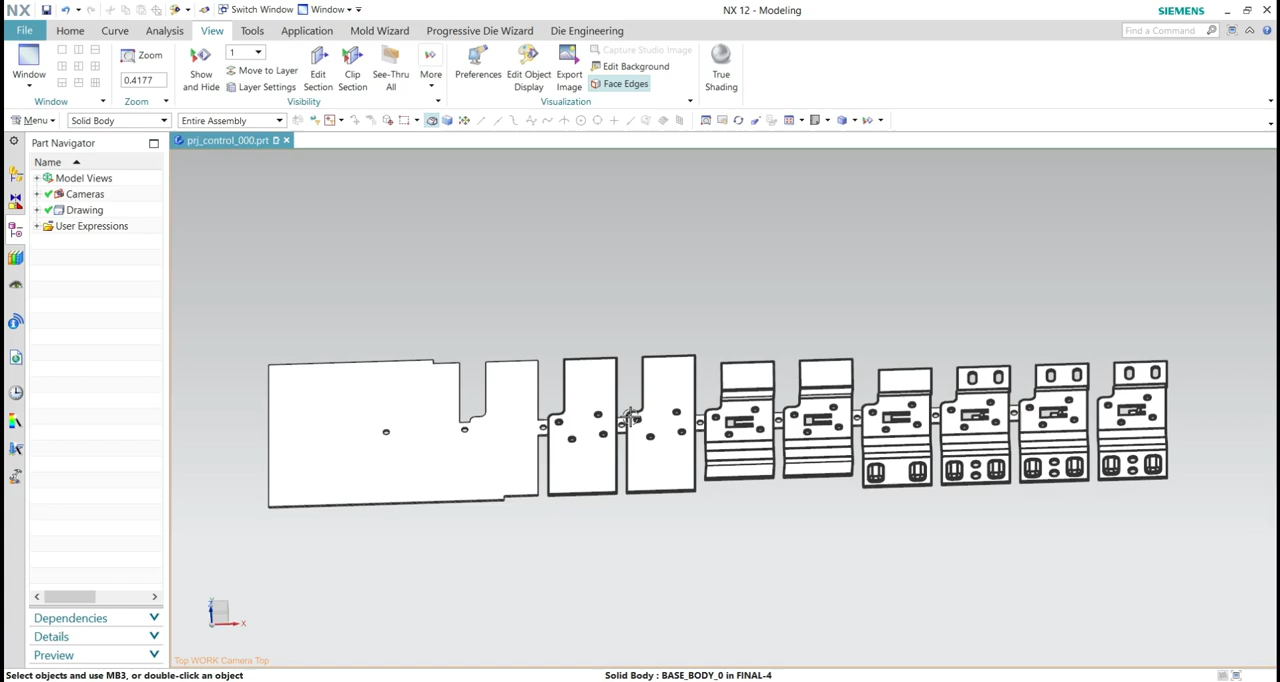 NX
Switch Window
Window
NX 12 - Modeling
SIEMENS
File
Home
Curve
Analysis
View
Tools
Application
Mold Wizard
Progressive Die Wizard
Die Engineering
Find a Command
Window
Window
Zoom
0.4177
Zoom
Show and Hide
1
Move to Layer
Layer Settings
Edit Section
Clip Section
See-Thru All
More
Visibility
Preferences
Edit Object Display
Export Image
Capture Studio Image
Edit Background
Face Edges
Visualization
True Shading
Menu
Solid Body
Entire Assembly
Part Navigator
prj_control_000.prt
Name
Model Views
Cameras
Drawing
User Expressions
Dependencies
Details
Preview
X
Top WORK Camera Top
Select objects and use MB3, or double-click an object
Solid Body : BASE_BODY_0 in FINAL-4